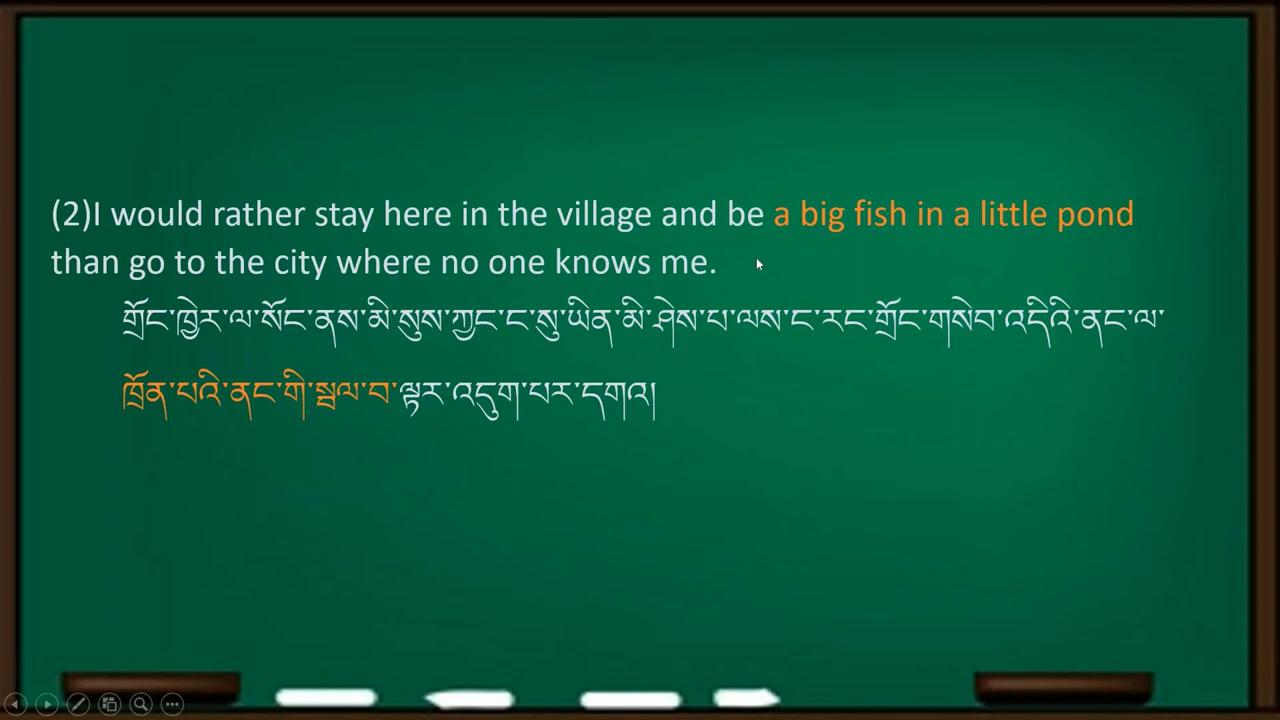 (2)I would rather stay here in the village and be a big fish in a little pond
than go to the city where no one knows me.
གྲོང་ཁྱེར་ལ་སོང་ནས་མི་སུས་ཀྱང་ང་སུ་ཡིན་མི་ཤེས་པ་ལས་ང་རང་གྲོང་གསེབ་འདིའི་ནང་ལ་
ཁྲོན་པའི་ནང་གི་སྦལ་བ་ལྟར་འདུག་པར་དགའ།